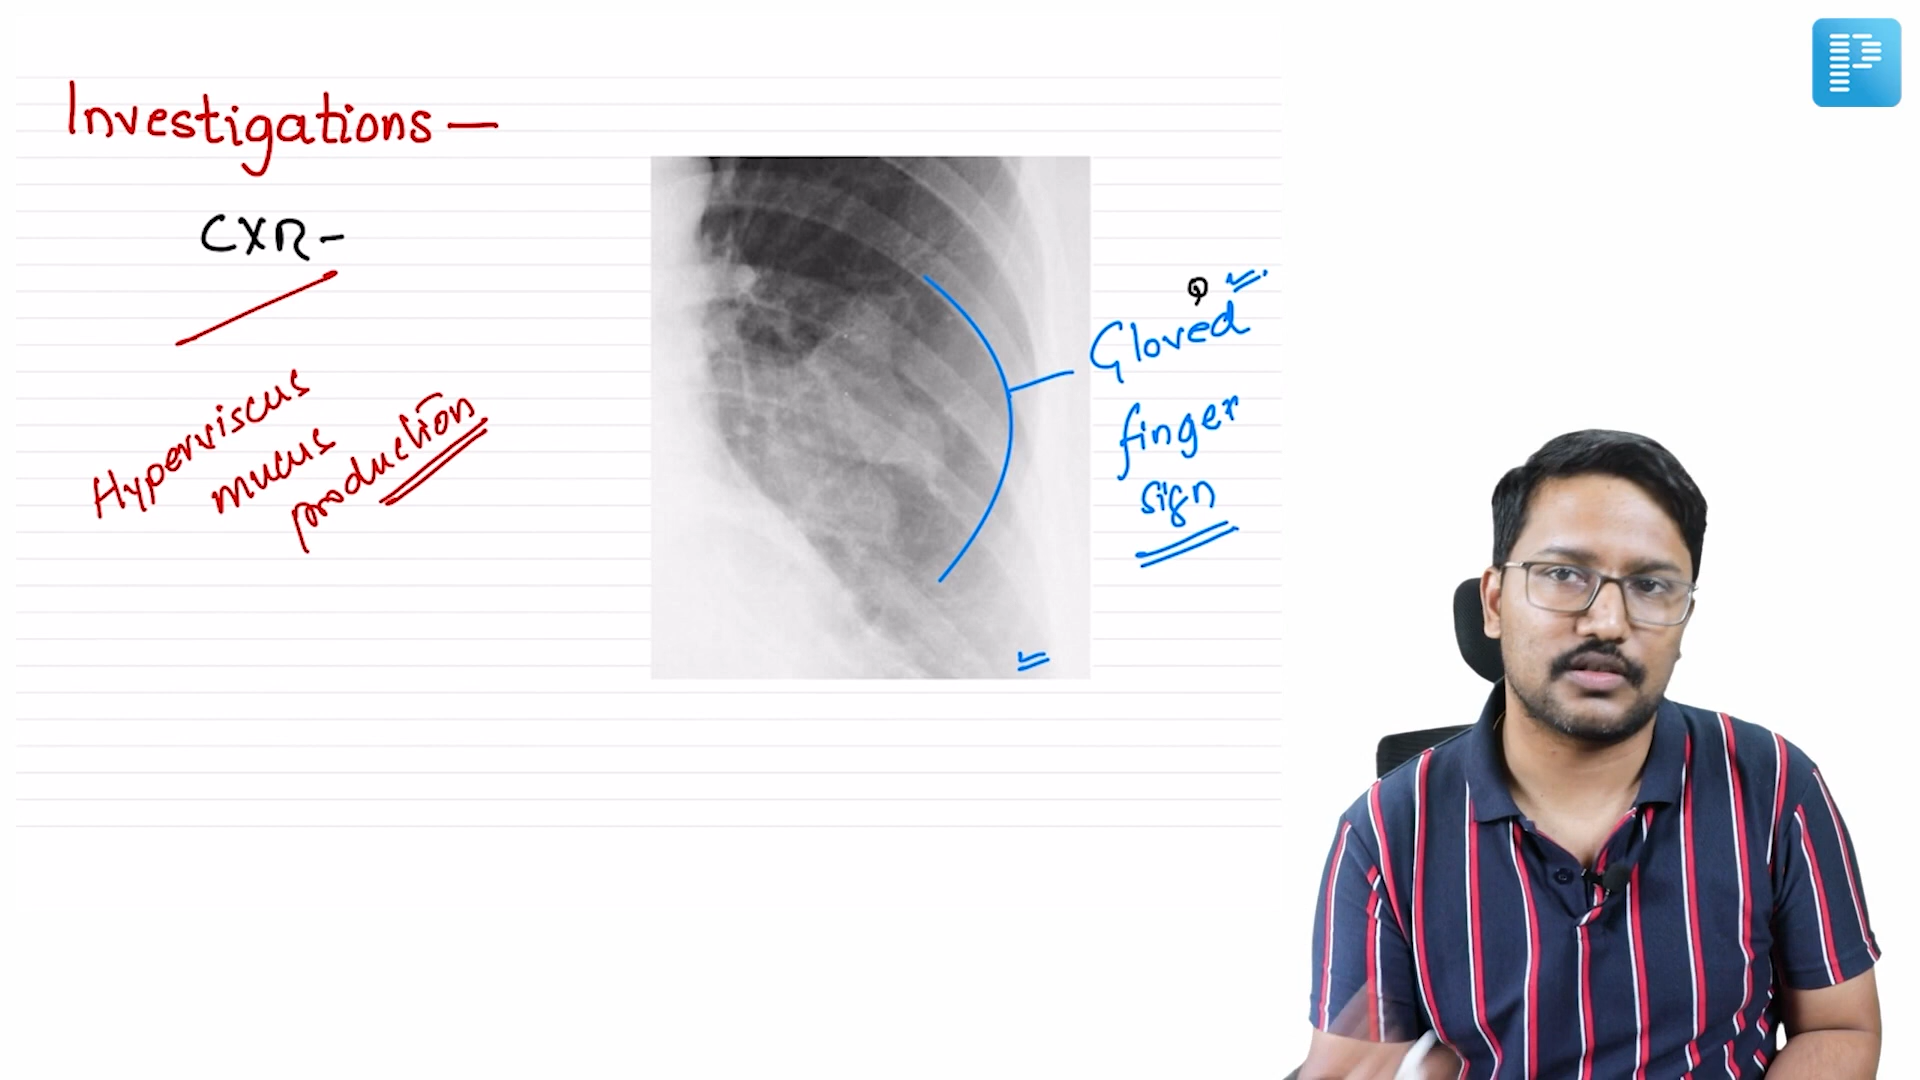 Investigations —
CXR -
Hyperviscus
mucus
production
Gloved
finger
sign